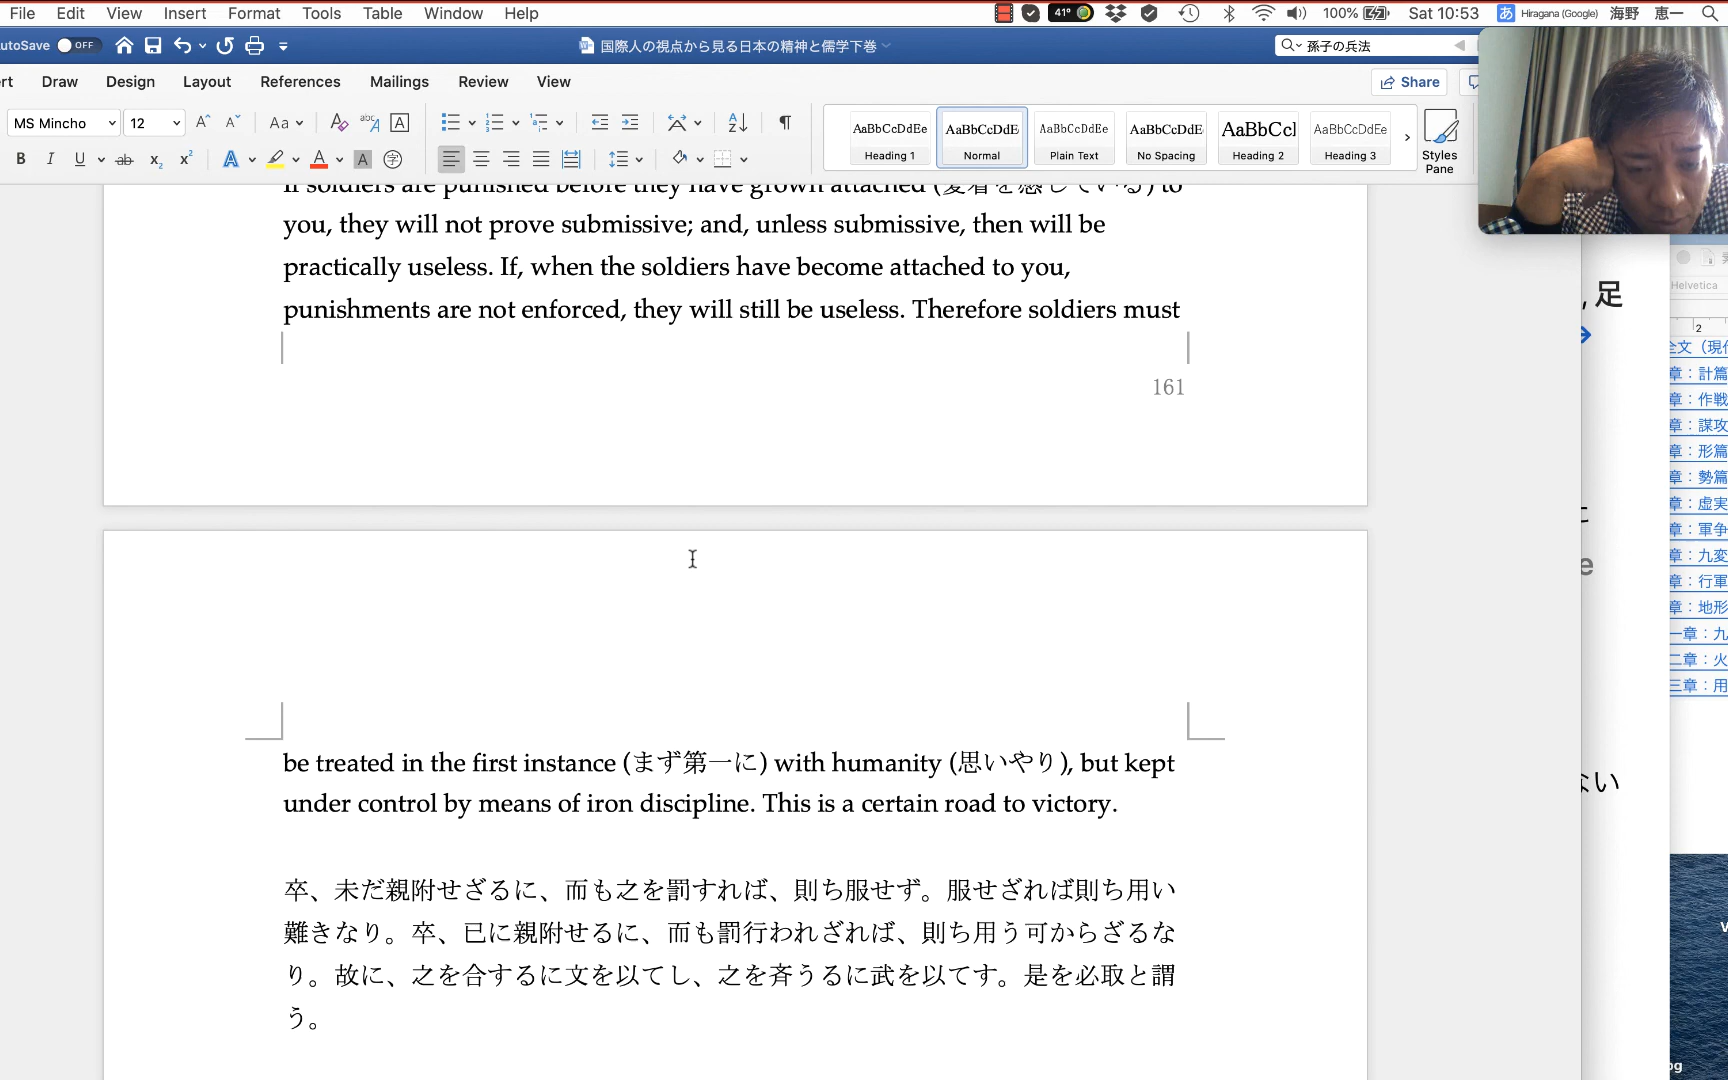 File Edit View Insert Format Tools Table Window Help 41° 100% Sat 10:53 あ Hiragana (Google) 海野 恵一
utoSave OFF 国際人の視点から見る日本の精神と儒学下巻 孫子の兵法
rt Draw Design Layout References Mailings Review View Share
MS Mincho 12 Aa
AaBbCcDdEe AaBbCcDdE AaBbCcDdEe AaBbCcDdE AaBbCcI AaBbCcDdEe
Heading 1 Normal Plain Text No Spacing Heading 2 Heading 3 Styles Pane
If soldiers are punished before they have grown attached (愛着を感じている) to
you, they will not prove submissive; and, unless submissive, then will be
practically useless. If, when the soldiers have become attached to you,
punishments are not enforced, they will still be useless. Therefore soldiers must
161
be treated in the first instance (まず第一に) with humanity (思いやり), but kept
under control by means of iron discipline. This is a certain road to victory.
卒、未だ親附せざるに、而も之を罰すれば、則ち服せず。服せざれば則ち用い
難きなり。卒、已に親附せるに、而も罰行われざれば、則ち用う可からざるな
り。故に、之を合するに文を以てし、之を斉うるに武を以てす。是を必取と謂
う。
, 足
e
ない
Helvetica
2
全文（現代
章：計篇
章：作戦
章：謀攻
章：形篇
章：勢篇
章：虚実
章：軍争
章：九変
章：行軍
章：地形
一章：九
二章：火
三章：用